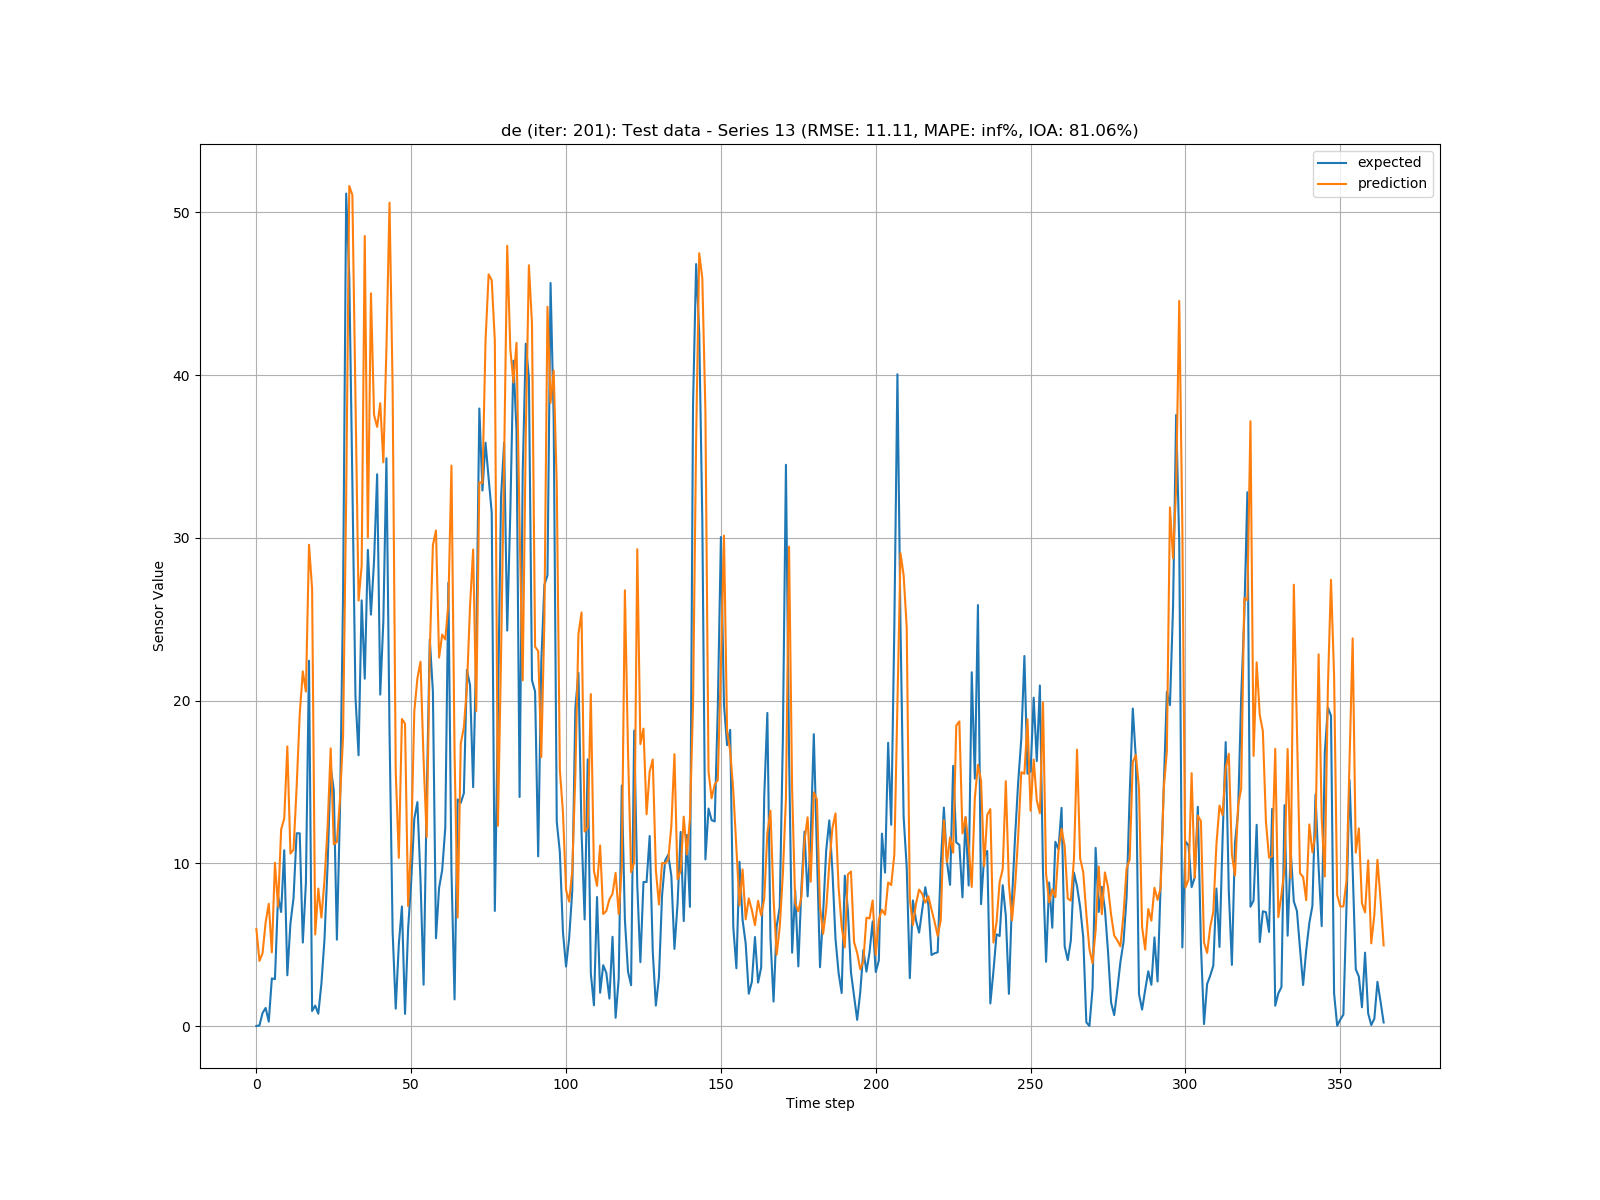 de (iter: 201): Test data - Series 13 (RMSE: 11.11, MAPE: inf%, IOA: 81.06%)
expected
prediction
50
40
30
20
10
0
Sensor Value
0 50 100 150 200 250 300 350
Time step